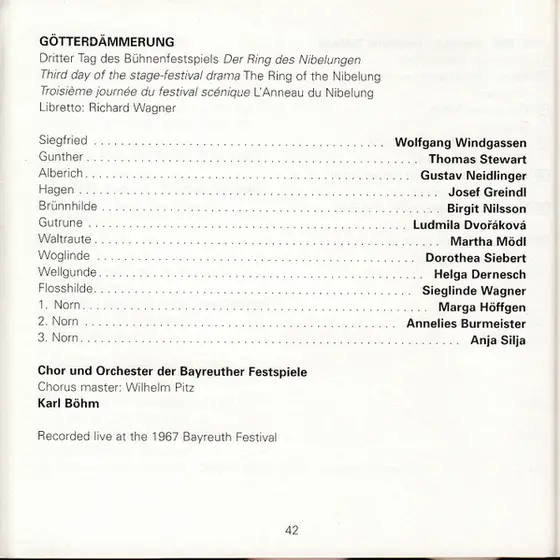 GÖTTERDÄMMERUNG
Dritter Tag des Bühnenfestspiels Der Ring des Nibelungen
Third day of the stage-festival drama The Ring of the Nibelung
Troisième journée du festival scénique L'Anneau du Nibelung
Libretto: Richard Wagner
Siegfried . . . . . . . . . . . . . . . . . . . . Wolfgang Windgassen
Gunther . . . . . . . . . . . . . . . . . . . . Thomas Stewart
Alberich . . . . . . . . . . . . . . . . . . . . Gustav Neidlinger
Hagen . . . . . . . . . . . . . . . . . . . . Josef Greindl
Brünnhilde . . . . . . . . . . . . . . . . . . . . Birgit Nilsson
Gutrune . . . . . . . . . . . . . . . . . . . . Ludmila Dvořáková
Waltraute . . . . . . . . . . . . . . . . . . . . Martha Mödl
Woglinde . . . . . . . . . . . . . . . . . . . . Dorothea Siebert
Wellgunde . . . . . . . . . . . . . . . . . . . . Helga Dernesch
Flosshilde . . . . . . . . . . . . . . . . . . . . Sieglinde Wagner
1. Norn . . . . . . . . . . . . . . . . . . . . Marga Höffgen
2. Norn . . . . . . . . . . . . . . . . . . . . Annelies Burmeister
3. Norn . . . . . . . . . . . . . . . . . . . . Anja Silja
Chor und Orchester der Bayreuther Festspiele
Chorus master: Wilhelm Pitz
Karl Böhm
Recorded live at the 1967 Bayreuth Festival
42